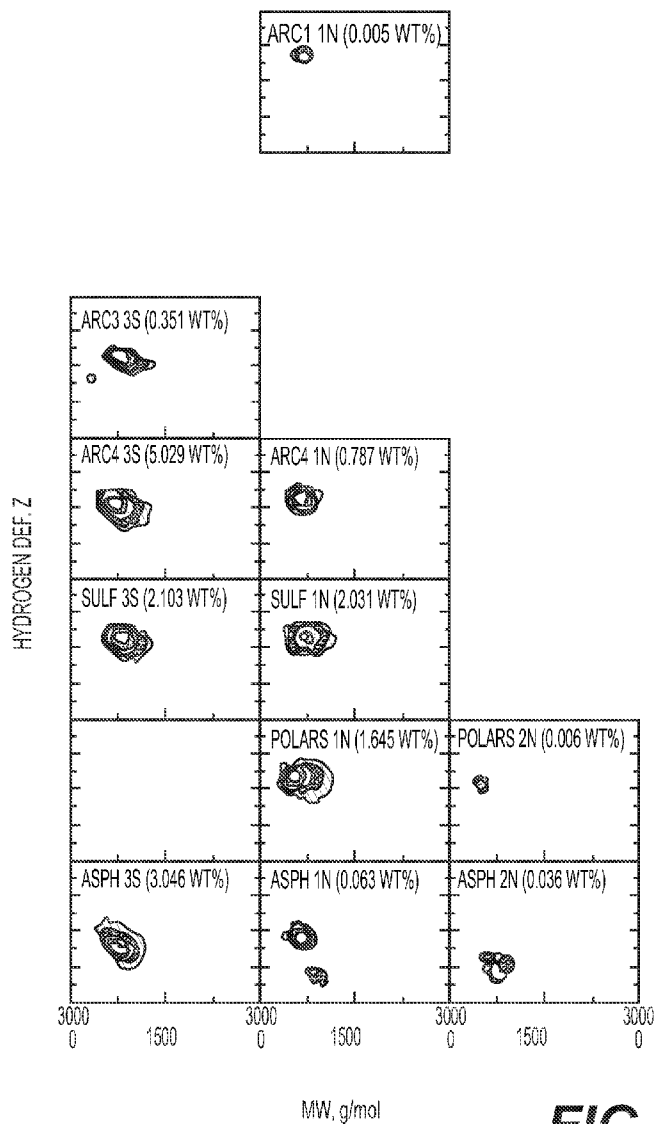 ARC1 1N (0.005 WT%)
ARC3 3S (0.351 WT%)
ARC4 3S (5.029 WT%)
ARC4 1N (0.787 WT%)
SULF 3S (2.103 WT%)
SULF 1N (2.031 WT%)
POLARS 1N (1.645 WT%)
POLARS 2N (0.006 WT%)
ASPH 3S (3.046 WT%)
ASPH 1N (0.063 WT%)
ASPH 2N (0.036 WT%)
HYDROGEN DEF. Z
3000 3000 3000 3000
0 1500 0 1500 0 1500 0
MW, g/mol
FIG